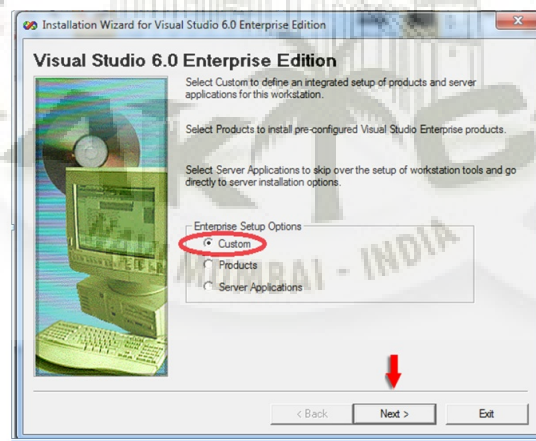 Installation Wizard for Visual Studio 6.0 Enterprise Edition
Visual Studio 6.0 Enterprise Edition
Select Custom to define an integrated setup of products and server
applications for this workstation.
Select Products to install pre-configured Visual Studio Enterprise products.
Select Server Applications to skip over the setup of workstation tools and go
directly to server installation options.
Enterprise Setup Options
Custom
Products
Server Applications
MUMBAI - INDIA
< Back
Next >
Exit